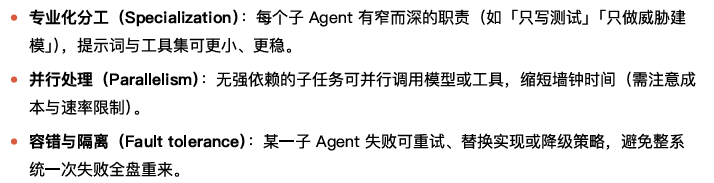 • 专业化分工（Specialization）：每个子 Agent 有窄而深的职责（如「只写测试」「只做威胁建
模」），提示词与工具集可更小、更稳。
• 并行处理（Parallelism）：无强依赖的子任务可并行调用模型或工具，缩短墙钟时间（需注意成
本与速率限制）。
• 容错与隔离（Fault tolerance）：某一子 Agent 失败可重试、替换实现或降级策略，避免整系
统一次失败全盘重来。